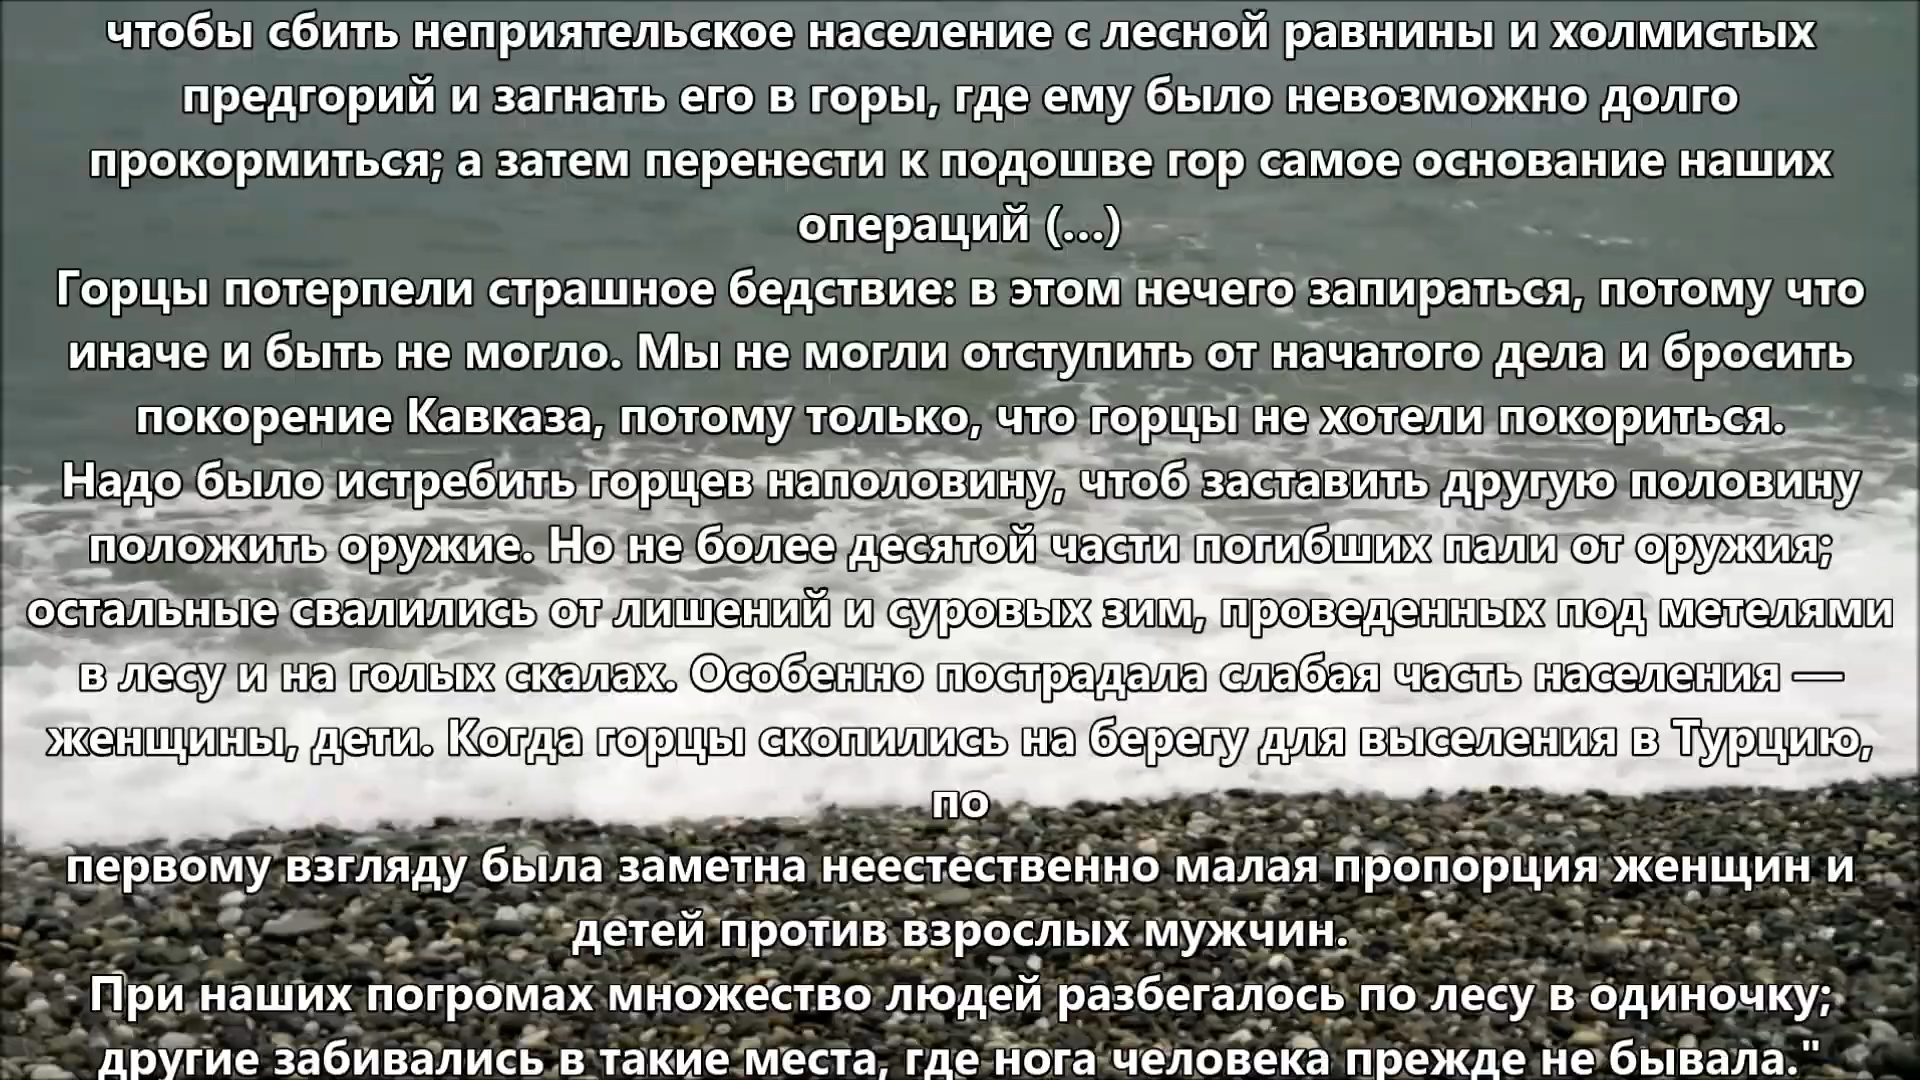 чтобы сбить неприятельское население с лесной равнины и холмистых
предгорий и загнать его в горы, где ему было невозможно долго
прокормиться; а затем перенести к подошве гор самое основание наших
операций (...)
Горцы потерпели страшное бедствие: в этом нечего запираться, потому что
иначе и быть не могло. Мы не могли отступить от начатого дела и бросить
покорение Кавказа, потому только, что горцы не хотели покориться.
Надо было истребить горцев наполовину, чтоб заставить другую половину
положить оружие. Но не более десятой части погибших пали от оружия;
остальные свалились от лишений и суровых зим, проведенных под метелями
в лесу и на голых скалах. Особенно пострадала слабая часть населения —
женщины, дети. Когда горцы скопились на берегу для выселения в Турцию,
по
первому взгляду была заметна неестественно малая пропорция женщин и
детей против взрослых мужчин.
При наших погромах множество людей разбегалось по лесу в одиночку;
другие забивались в такие места, где нога человека прежде не бывала."